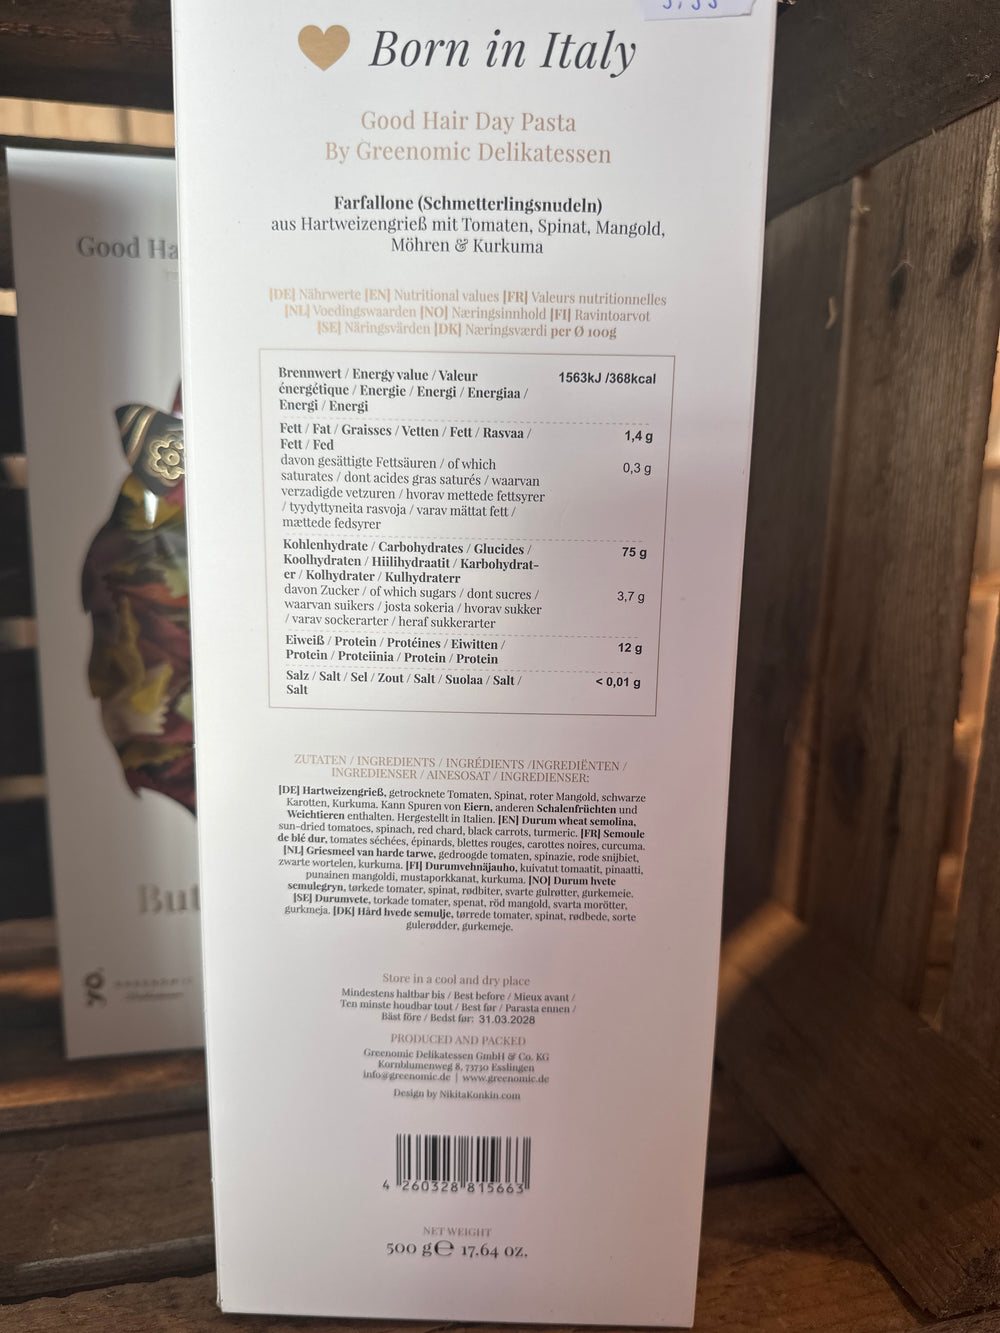 Born in Italy
Good Hair Day Pasta
By Greenomic Delikatessen
Farfallone (Schmetterlingsnudeln)
aus Hartweizengrieß mit Tomaten, Spinat, Mangold,
Möhren & Kurkuma
[DE] Nährwerte [EN] Nutritional values [FR] Valeurs nutritionnelles
[NL] Voedingswaarden [NO] Næringsinnhold [FI] Ravintoarvot
[SE] Näringsvärden [DK] Næringsværdi per Ø 100g
Brennwert / Energy value / Valeur
énergétique / Energie / Energi / Energiaa /
Energi / Energi
1563kJ /368kcal
Fett / Fat / Graisses / Vetten / Fett / Rasvaa /
Fett / Fed
1,4 g
davon gesättigte Fettsäuren / of which
saturates / dont acides gras saturés / waarvan
verzadigde vetzuren / hvorav mettede fettsyrer
/ tyydyttyneita rasvoja / varav mättat fett /
mættede fedsyrer
0,3 g
Kohlenhydrate / Carbohydrates / Glucides /
Koolhydraten / Hiilihydraatit / Karbohydrat-
er / Kolhydrater / Kulhydraterr
75 g
davon Zucker / of which sugars / dont sucres /
waarvan suikers / josta sokeria / hvorav sukker
/ varav sockerarter / heraf sukkerarter
3,7 g
Eiweiß / Protein / Protéines / Eiwitten /
Protein / Proteiinia / Protein / Protein
12 g
Salz / Salt / Sel / Zout / Salt / Suolaa / Salt /
Salt
< 0,01 g
ZUTATEN / INGREDIENTS / INGRÉDIENTS /INGREDIËNTEN /
INGREDIENSER / AINESOSAT / INGREDIENSER:
[DE] Hartweizengrieß, getrocknete Tomaten, Spinat, roter Mangold, schwarze
Karotten, Kurkuma. Kann Spuren von Eiern, anderen Schalenfrüchten und
Weichtieren enthalten. Hergestellt in Italien. [EN] Durum wheat semolina,
sun-dried tomatoes, spinach, red chard, black carrots, turmeric. [FR] Semoule
de blé dur, tomates séchées, épinards, blettes rouges, carottes noires, curcuma.
[NL] Griesmeel van harde tarwe, gedroogde tomaten, spinazie, rode snijbiet,
zwarte wortelen, kurkuma. [FI] Durumvehnäjauho, kuivatut tomaatit, pinaatti,
punainen mangoldi, mustaporkkanat, kurkuma. [NO] Durum hvete
semulegryn, tørkede tomater, spinat, rødbiter, svarte gulrøtter, gurkemeie.
[SE] Durumvete, torkade tomater, spenat, röd mangold, svarta morötter,
gurkmeja. [DK] Hård hvede semulje, tørrede tomater, spinat, rødbede, sorte
gulerødder, gurkemeje.
Store in a cool and dry place
Mindestens haltbar bis / Best before / Mieux avant /
Ten minste houdbar tout / Best før / Parasta ennen /
Bäst före / Bedst før: 31.03.2028
PRODUCED AND PACKED
Greenomic Delikatessen GmbH & Co. KG
Kornblumenweg 8, 73730 Esslingen
info@greenomic.de | www.greenomic.de
Design by NikitaKonkin.com
4 260328 815663
NET WEIGHT
500 g ℮ 17.64 oz.
Good Ha
But